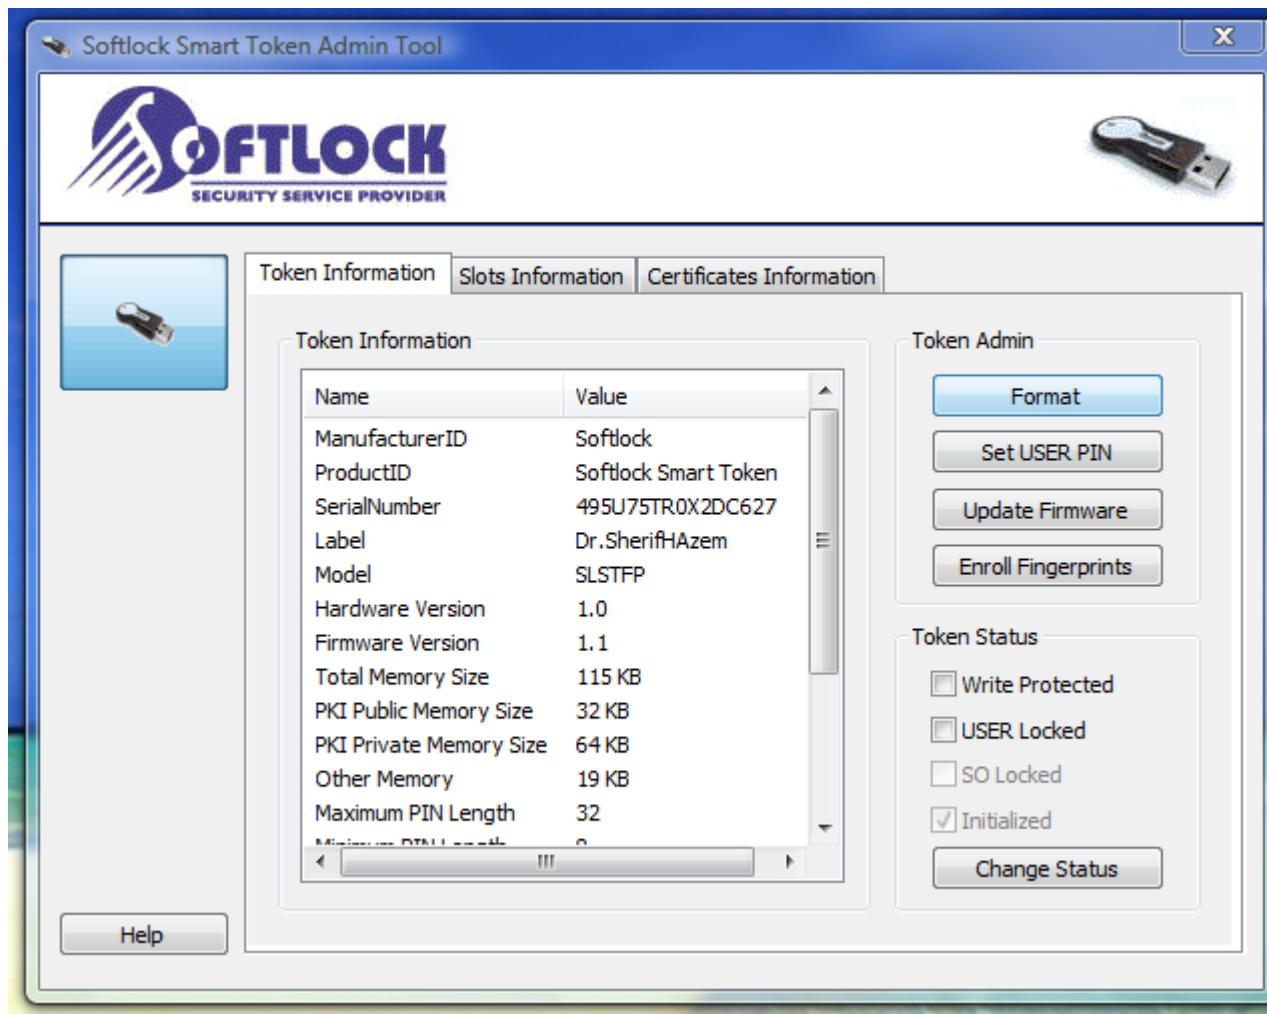 Softlock Smart Token Admin Tool
SOFTLOCK
SECURITY SERVICE PROVIDER
Token Information
Slots Information
Certificates Information
Token Information
Name Value
ManufacturerID Softlock
ProductID Softlock Smart Token
SerialNumber 495U75TR0X2DC627
Label Dr.SherifHAzem
Model SLSTFP
Hardware Version 1.0
Firmware Version 1.1
Total Memory Size 115 KB
PKI Public Memory Size 32 KB
PKI Private Memory Size 64 KB
Other Memory 19 KB
Maximum PIN Length 32
Minimum PIN Length
Token Admin
Format
Set USER PIN
Update Firmware
Enroll Fingerprints
Token Status
Write Protected
USER Locked
SO Locked
Initialized
Change Status
Help